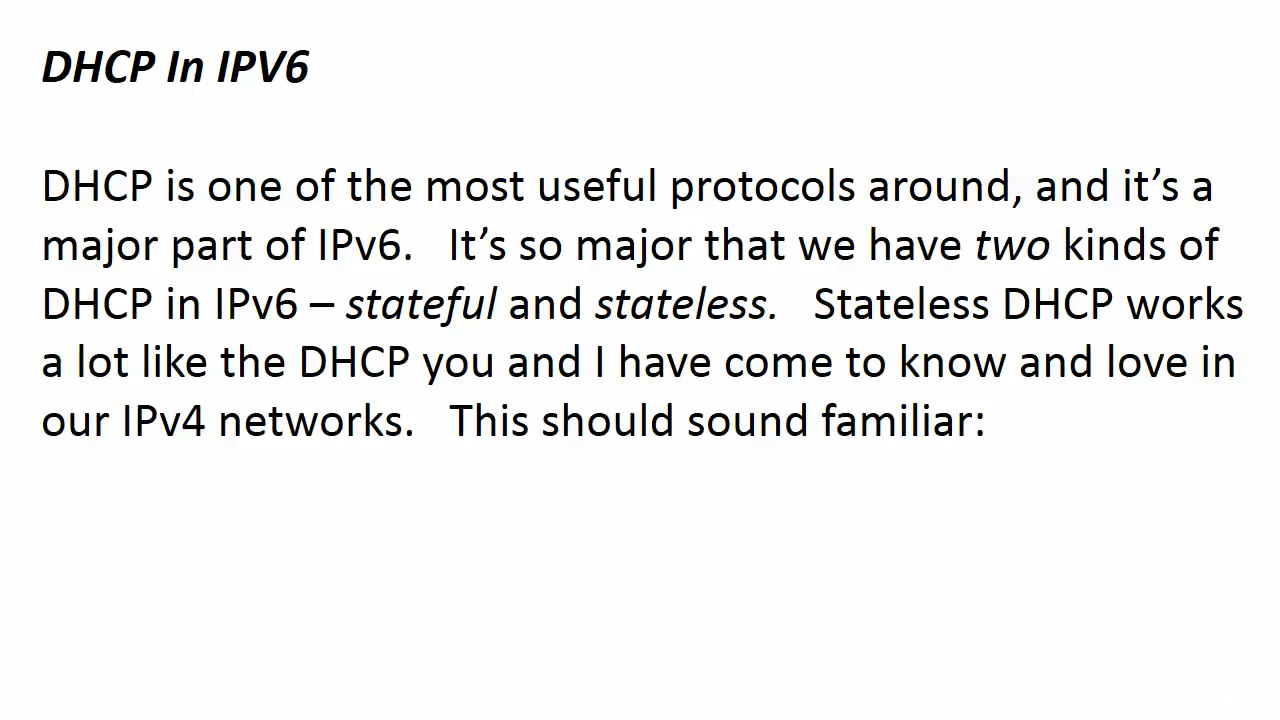 DHCP In IPV6
DHCP is one of the most useful protocols around, and it’s a
major part of IPv6.   It’s so major that we have two kinds of
DHCP in IPv6 – stateful and stateless.   Stateless DHCP works
a lot like the DHCP you and I have come to know and love in
our IPv4 networks.   This should sound familiar: